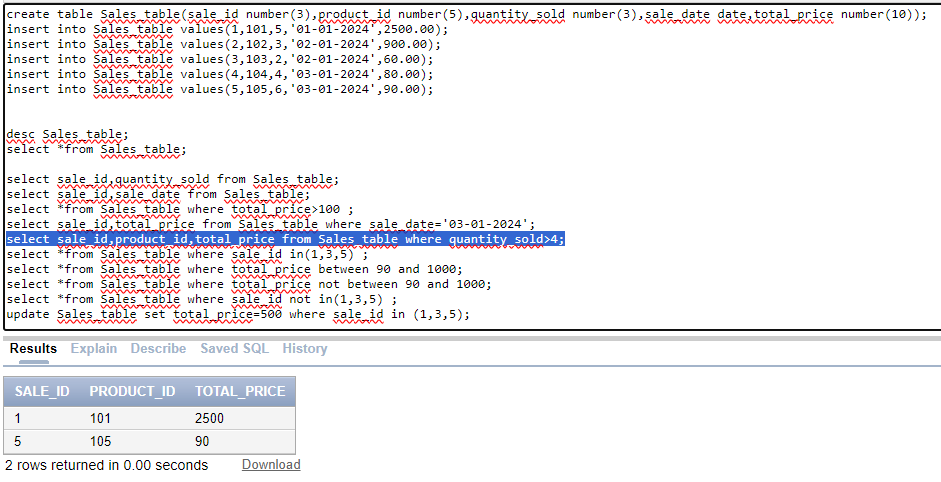 create table Sales_table(sale_id number(3),product_id number(5),quantity_sold number(3),sale_date date,total_price number(10));
insert into Sales_table values(1,101,5,'01-01-2024',2500.00);
insert into Sales_table values(2,102,3,'02-01-2024',900.00);
insert into Sales_table values(3,103,2,'02-01-2024',60.00);
insert into Sales_table values(4,104,4,'03-01-2024',80.00);
insert into Sales_table values(5,105,6,'03-01-2024',90.00);
desc Sales_table;
select *from Sales_table;
select sale_id,quantity_sold from Sales_table;
select sale_id,sale_date from Sales_table;
select *from Sales_table where total_price>100 ;
select sale_id,total_price from Sales_table where sale_date='03-01-2024';
select sale_id,product_id,total_price from Sales_table where quantity_sold>4;
select *from Sales_table where sale_id in(1,3,5) ;
select *from Sales_table where total_price between 90 and 1000;
select *from Sales_table where total_price not between 90 and 1000;
select *from Sales_table where sale_id not in(1,3,5) ;
update Sales_table set total_price=500 where sale_id in (1,3,5);
Results Explain Describe Saved SQL History
SALE_ID PRODUCT_ID TOTAL_PRICE
1 101 2500
5 105 90
2 rows returned in 0.00 seconds Download